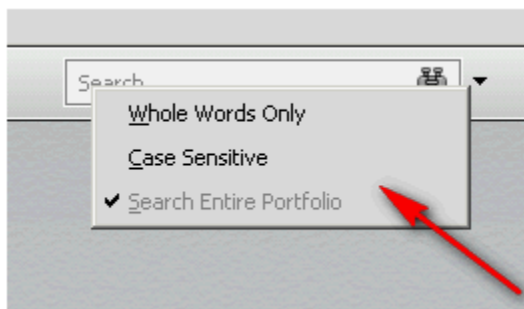 Search
Whole Words Only
Case Sensitive
Search Entire Portfolio